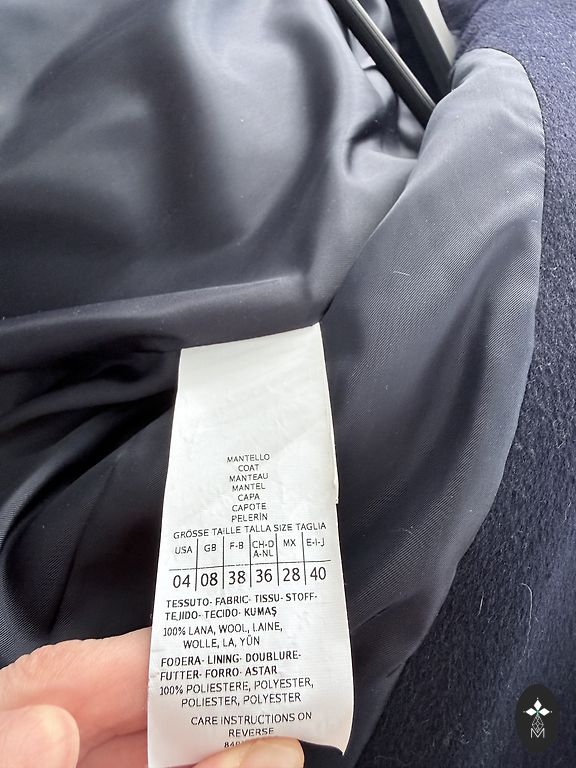 MANTELLO
COAT
MANTEAU
MANTEL
CAPA
CAPOTE
PELERİN
GRÖSSE TAILLE TALLA SIZE TAGLIA
USA GB F-B CH-D A-NL MX E-I-J
04 08 38 36 28 40
TESSUTO- FABRIC- TISSU- STOFF-
TEJIDO- TECIDO- KUMAŞ
100% LANA, WOOL, LAINE,
WOLLE, LA, YÜN
FODERA- LINING- DOUBLURE-
FUTTER- FORRO- ASTAR
100% POLIESTERE, POLYESTER,
POLIESTER, POLYESTER
CARE INSTRUCTIONS ON
REVERSE
M